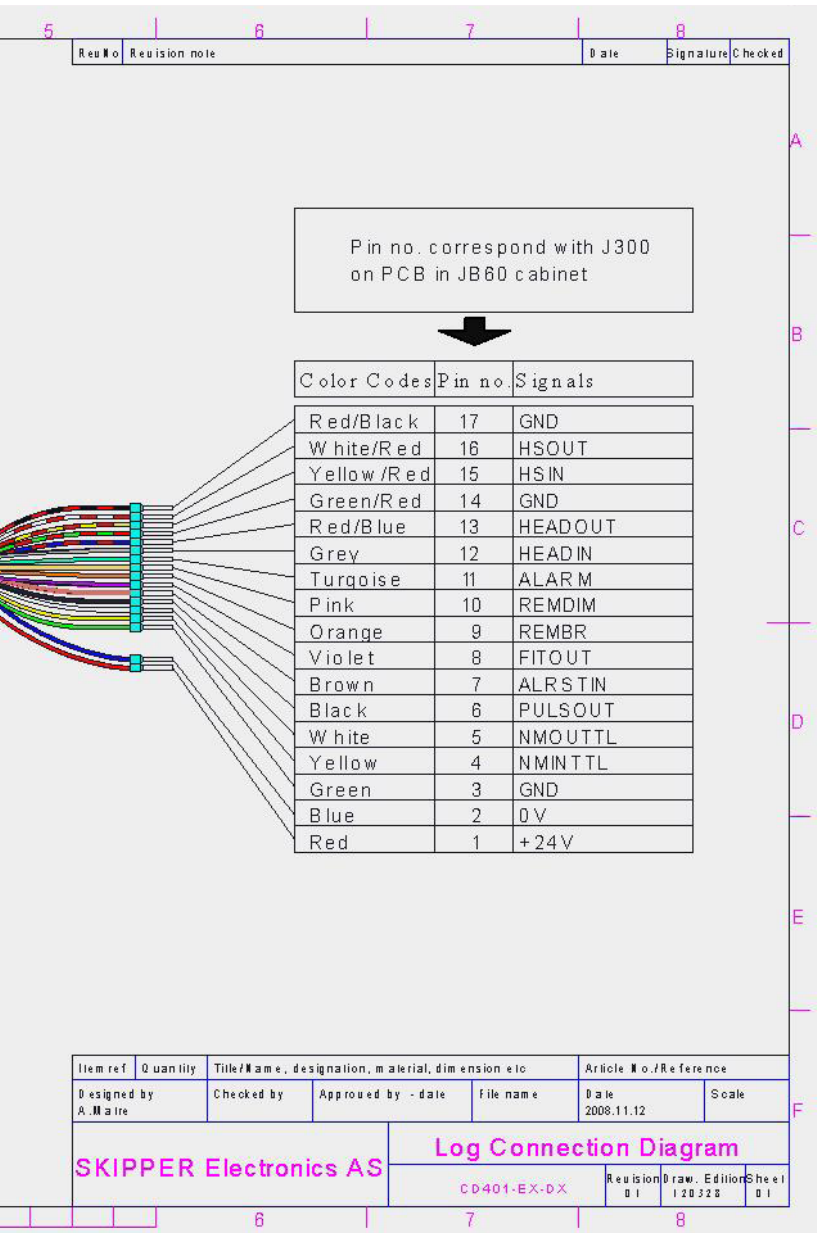 5 6 7 8
Rev No Revision note Date Signature Checked
A
Pin no. correspond with J300
on PCB in JB60 cabinet
B
Color Codes Pin no. Signals
Red/Black 17 GND
White/Red 16 HSOUT
Yellow/Red 15 HSIN
Green/Red 14 GND
Red/Blue 13 HEADOUT
C
Grey 12 HEADIN
Turqoise 11 ALARM
Pink 10 REMDIM
Orange 9 REMBR
Violet 8 FITOUT
Brown 7 ALRSTIN
Black 6 PULSOUT
D
White 5 NMOUTTL
Yellow 4 NMINTTL
Green 3 GND
Blue 2 0V
Red 1 +24V
E
Item ref Quantity Title/Name, designation, material, dimension etc Article No./Reference
Designed by Checked by Approved by - date File name Date Scale
A.Maire 2008.11.12
F
SKIPPER Electronics AS
Log Connection Diagram
CD401-EX-DX
Revision Draw. Edition Sheet
01 120328 01
6 7 8